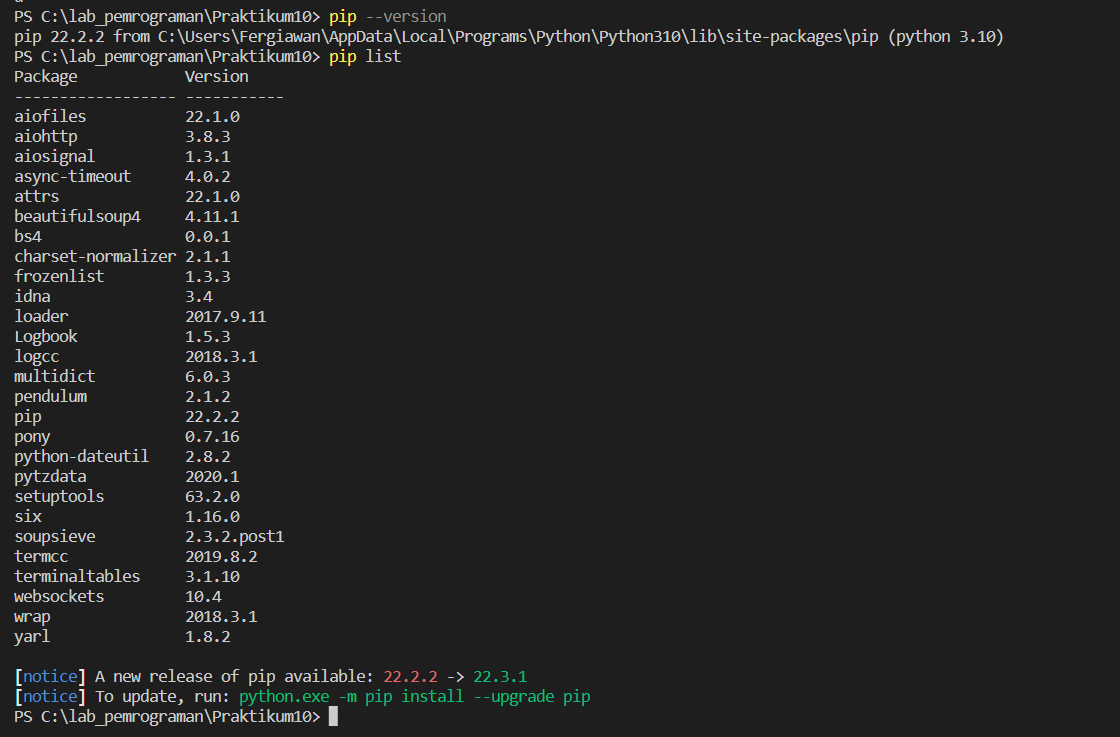 PS C:\lab_pemrograman\Praktikum10> pip --version
pip 22.2.2 from C:\Users\Fergiawan\AppData\Local\Programs\Python\Python310\lib\site-packages\pip (python 3.10)
PS C:\lab_pemrograman\Praktikum10> pip list
Package            Version
------------------ -----------
aiofiles           22.1.0
aiohttp            3.8.3
aiosignal          1.3.1
async-timeout      4.0.2
attrs              22.1.0
beautifulsoup4     4.11.1
bs4                0.0.1
charset-normalizer 2.1.1
frozenlist         1.3.3
idna               3.4
loader             2017.9.11
Logbook            1.5.3
logcc              2018.3.1
multidict          6.0.3
pendulum           2.1.2
pip                22.2.2
pony               0.7.16
python-dateutil    2.8.2
pytzdata           2020.1
setuptools         63.2.0
six                1.16.0
soupsieve          2.3.2.post1
termcc             2019.8.2
terminaltables     3.1.10
websockets         10.4
wrap               2018.3.1
yarl               1.8.2
[notice] A new release of pip available: 22.2.2 -> 22.3.1
[notice] To update, run: python.exe -m pip install --upgrade pip
PS C:\lab_pemrograman\Praktikum10>